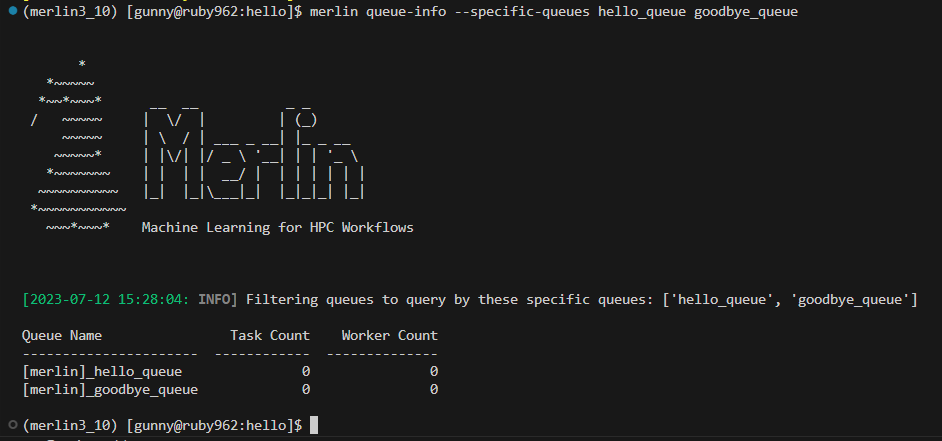 (merlin3_10) [gunny@ruby962:hello]$ merlin queue-info --specific-queues hello_queue goodbye_queue
Merlin
Machine Learning for HPC Workflows
[2023-07-12 15:28:04: INFO] Filtering queues to query by these specific queues: ['hello_queue', 'goodbye_queue']
Queue Name Task Count Worker Count
---------------------- ------------ --------------
[merlin]_hello_queue 0 0
[merlin]_goodbye_queue 0 0
(merlin3_10) [gunny@ruby962:hello]$